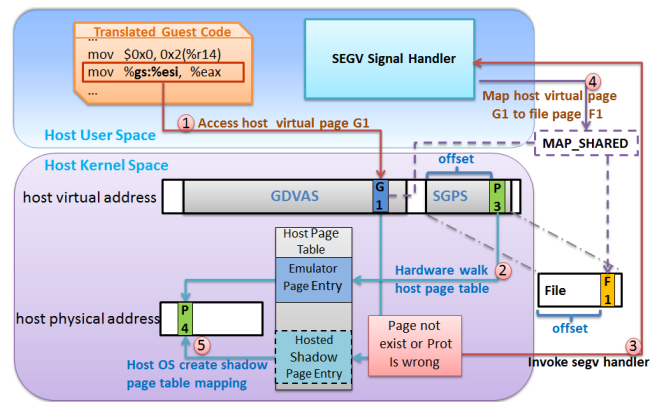 Translated Guest Code
...
mov $0x0, 0x2(%r14)
mov %gs:%esi, %eax
...
SEGV Signal Handler
4
Map host virtual page
G1 to file page F1
1 Access host virtual page G1
Host User Space
MAP_SHARED
Host Kernel Space
offset
host virtual address
GDVAS
G
1
SGPS
P
3
Host Page
Table
Emulator
Page Entry
2
Hardware walk
host page table
File
F
1
offset
host physical address
P
4
5
Host OS create shadow
page table mapping
Hosted
Shadow
Page Entry
Page not
exist or Prot
Is wrong
3
Invoke segv handler